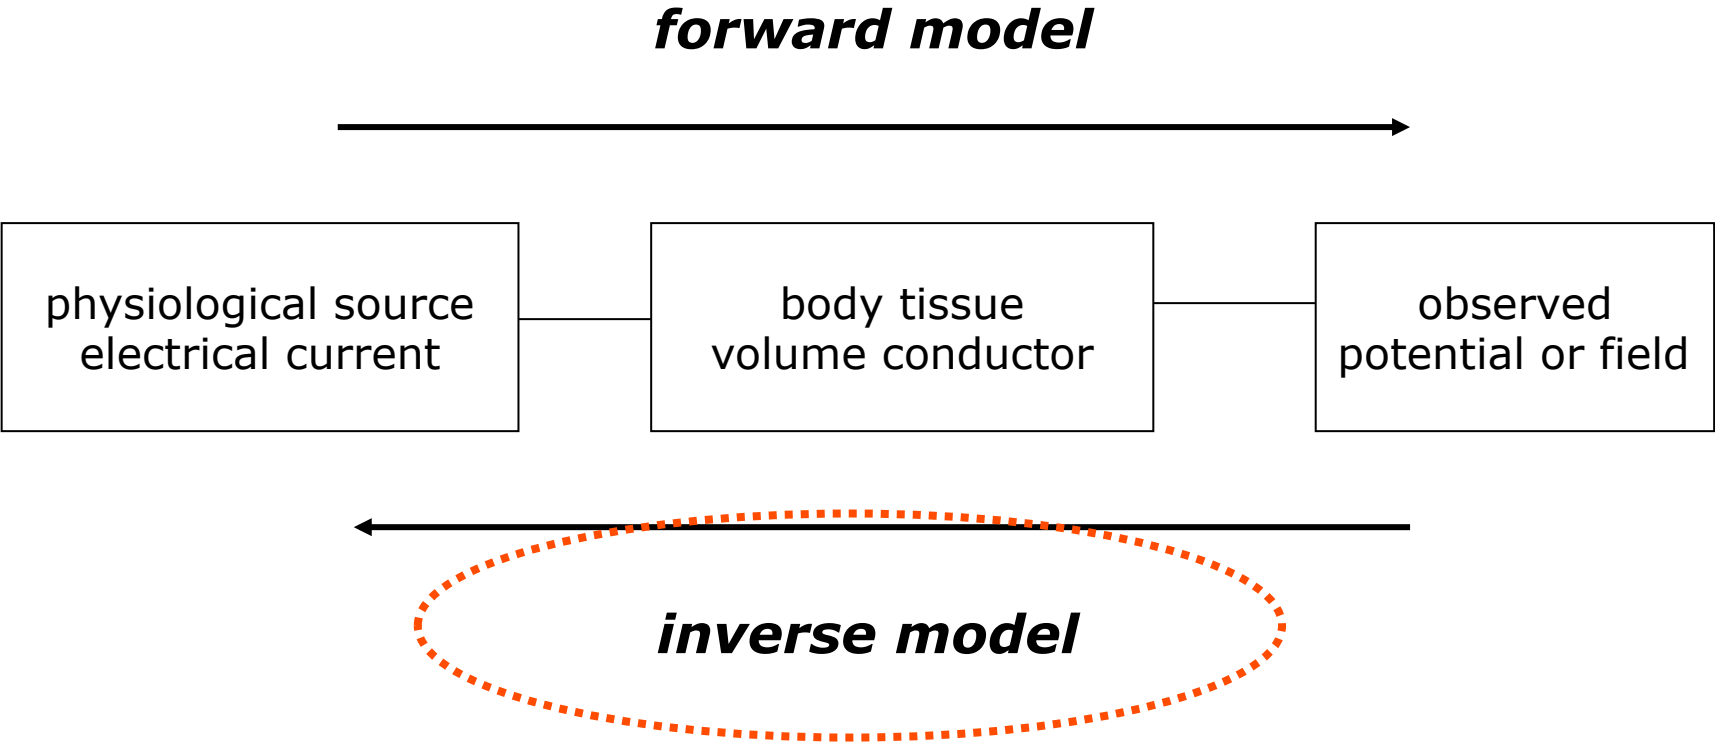 forward model
physiological source
electrical current
body tissue
volume conductor
observed
potential or field
inverse model